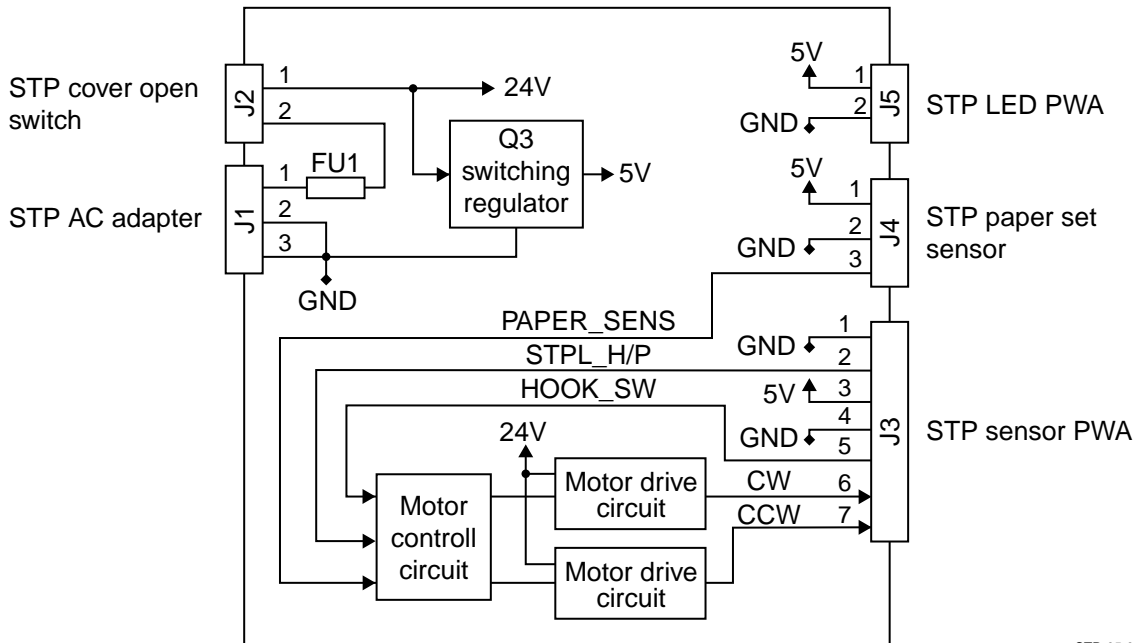 STP cover open
switch
J2
1
2
24V
FU1
STP AC adapter
J1
1
2
3
GND
Q3
switching
regulator
5V
5V
1
2
GND
J5
STP LED PWA
5V
1
2
GND
3
J4
STP paper set
sensor
PAPER_SENS
STPL_H/P
HOOK_SW
1
GND
2
3
5V
4
GND
5
6
7
J3
STP sensor PWA
24V
Motor
controll
circuit
Motor drive
circuit
CW
CCW
Motor drive
circuit